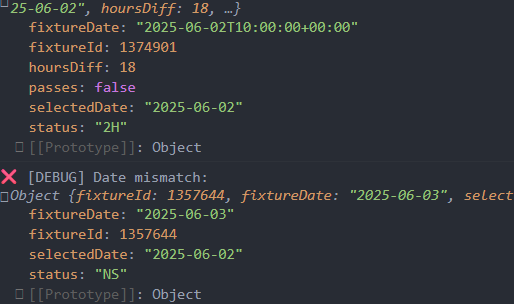 25-06-02", hoursDiff: 18, …}
fixtureDate: "2025-06-02T10:00:00+00:00"
fixtureId: 1374901
hoursDiff: 18
passes: false
selectedDate: "2025-06-02"
status: "2H"
[[Prototype]]: Object
❌ [DEBUG] Date mismatch:
Object {fixtureId: 1357644, fixtureDate: "2025-06-03", select
fixtureDate: "2025-06-03"
fixtureId: 1357644
selectedDate: "2025-06-02"
status: "NS"
[[Prototype]]: Object